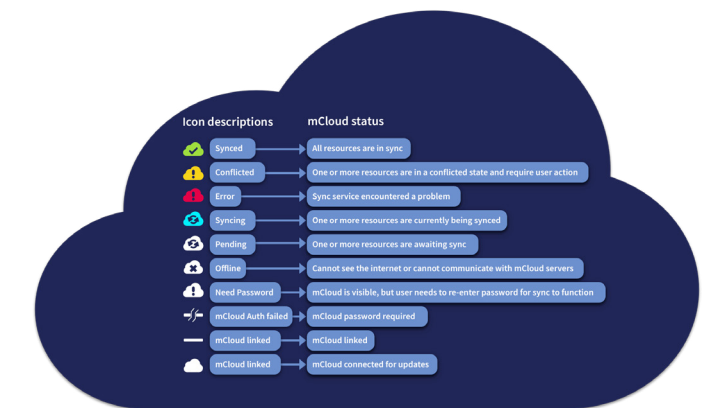 Icon descriptions mCloud status
Synced All resources are in sync
Conflicted One or more resources are in a conflicted state and require user action
Error Sync service encountered a problem
Syncing One or more resources are currently being synced
Pending One or more resources are awaiting sync
Offline Cannot see the internet or cannot communicate with mCloud servers
Need Password mCloud is visible, but user needs to re-enter password for sync to function
mCloud Auth failed mCloud password required
mCloud linked mCloud linked
mCloud linked mCloud connected for updates